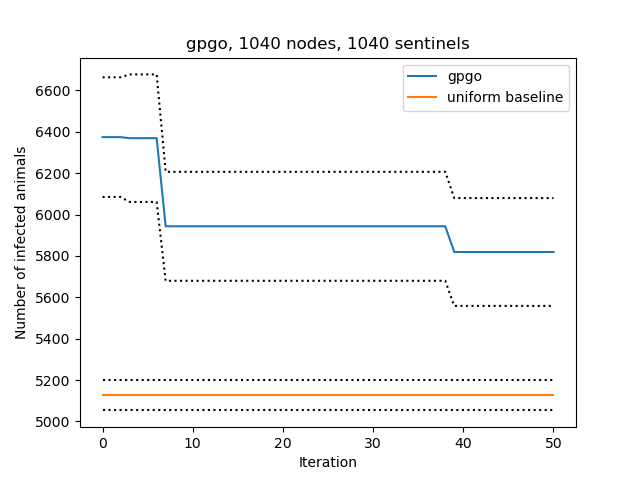 gpgo, 1040 nodes, 1040 sentinels
gpgo
uniform baseline
Number of infected animals
6600
6400
6200
6000
5800
5600
5400
5200
5000
0 10 20 30 40 50
Iteration